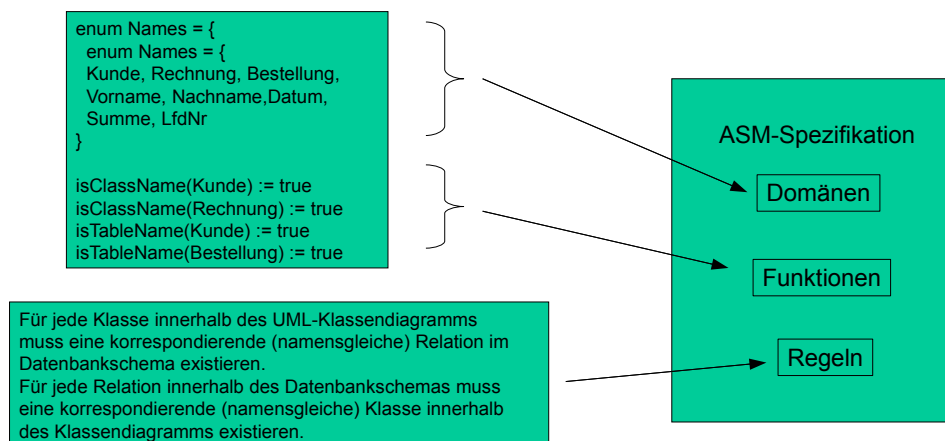 enum Names = {
enum Names = {
Kunde, Rechnung, Bestellung,
Vorname, Nachname,Datum,
Summe, LfdNr
}
isClassName(Kunde) := true
isClassName(Rechnung) := true
isTableName(Kunde) := true
isTableName(Bestellung) := true
ASM-Spezifikation
Domänen
Funktionen
Regeln
Für jede Klasse innerhalb des UML-Klassendiagramms
muss eine korrespondierende (namensgleiche) Relation im
Datenbankschema existieren.
Für jede Relation innerhalb des Datenbankschemas muss
eine korrespondierende (namensgleiche) Klasse innerhalb
des Klassendiagramms existieren.